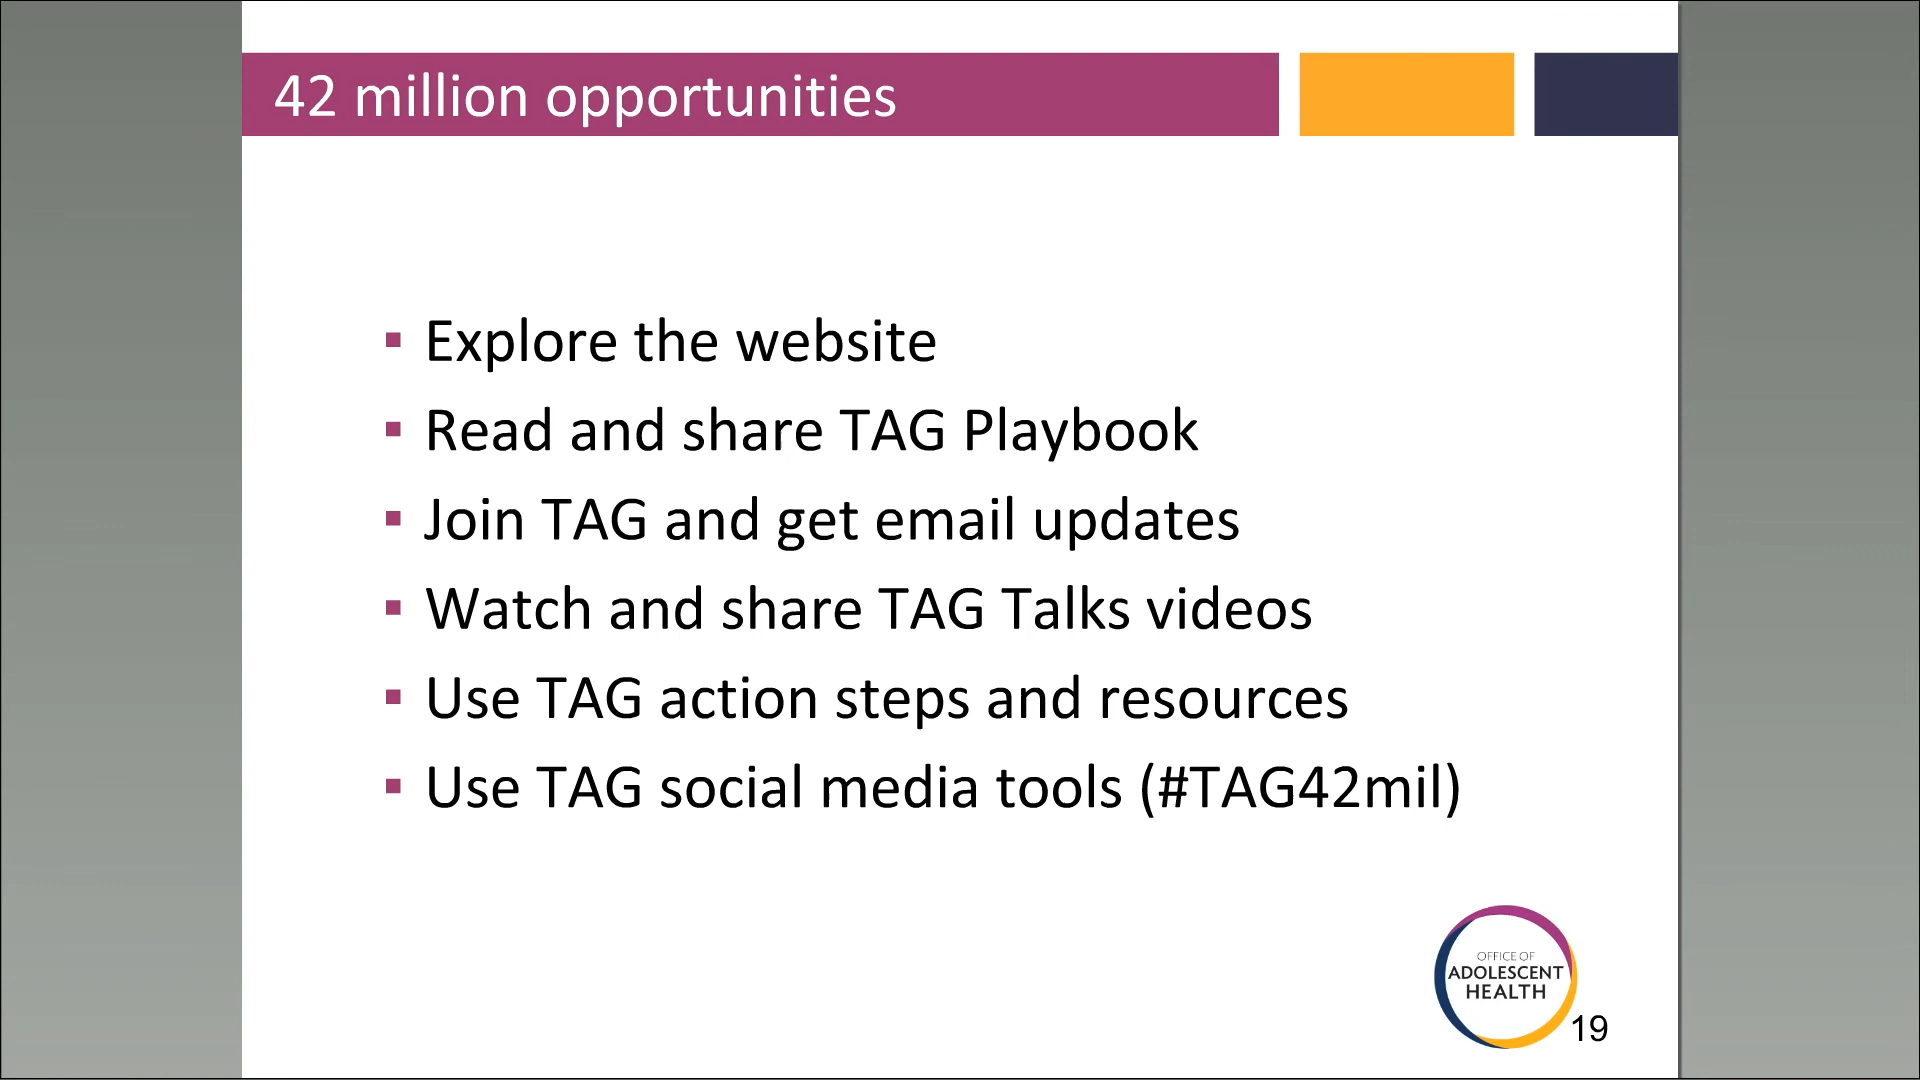 42 million opportunities
▪ Explore the website
▪ Read and share TAG Playbook
▪ Join TAG and get email updates
▪ Watch and share TAG Talks videos
▪ Use TAG action steps and resources
▪ Use TAG social media tools (#TAG42mil)
OFFICE OF
ADOLESCENT
HEALTH
19